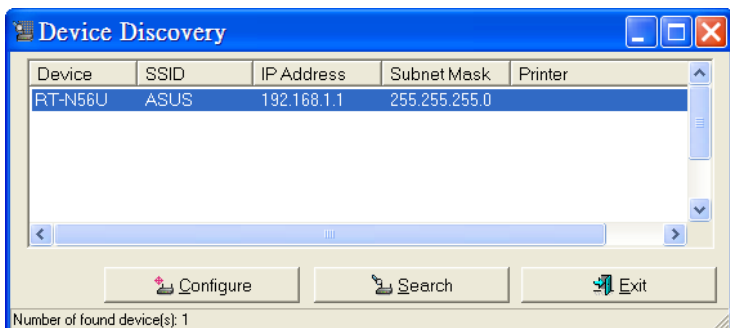 Device Discovery
Device SSID IP Address Subnet Mask Printer
RT-N56U ASUS 192.168.1.1 255.255.255.0
Configure Search Exit
Number of found device(s): 1